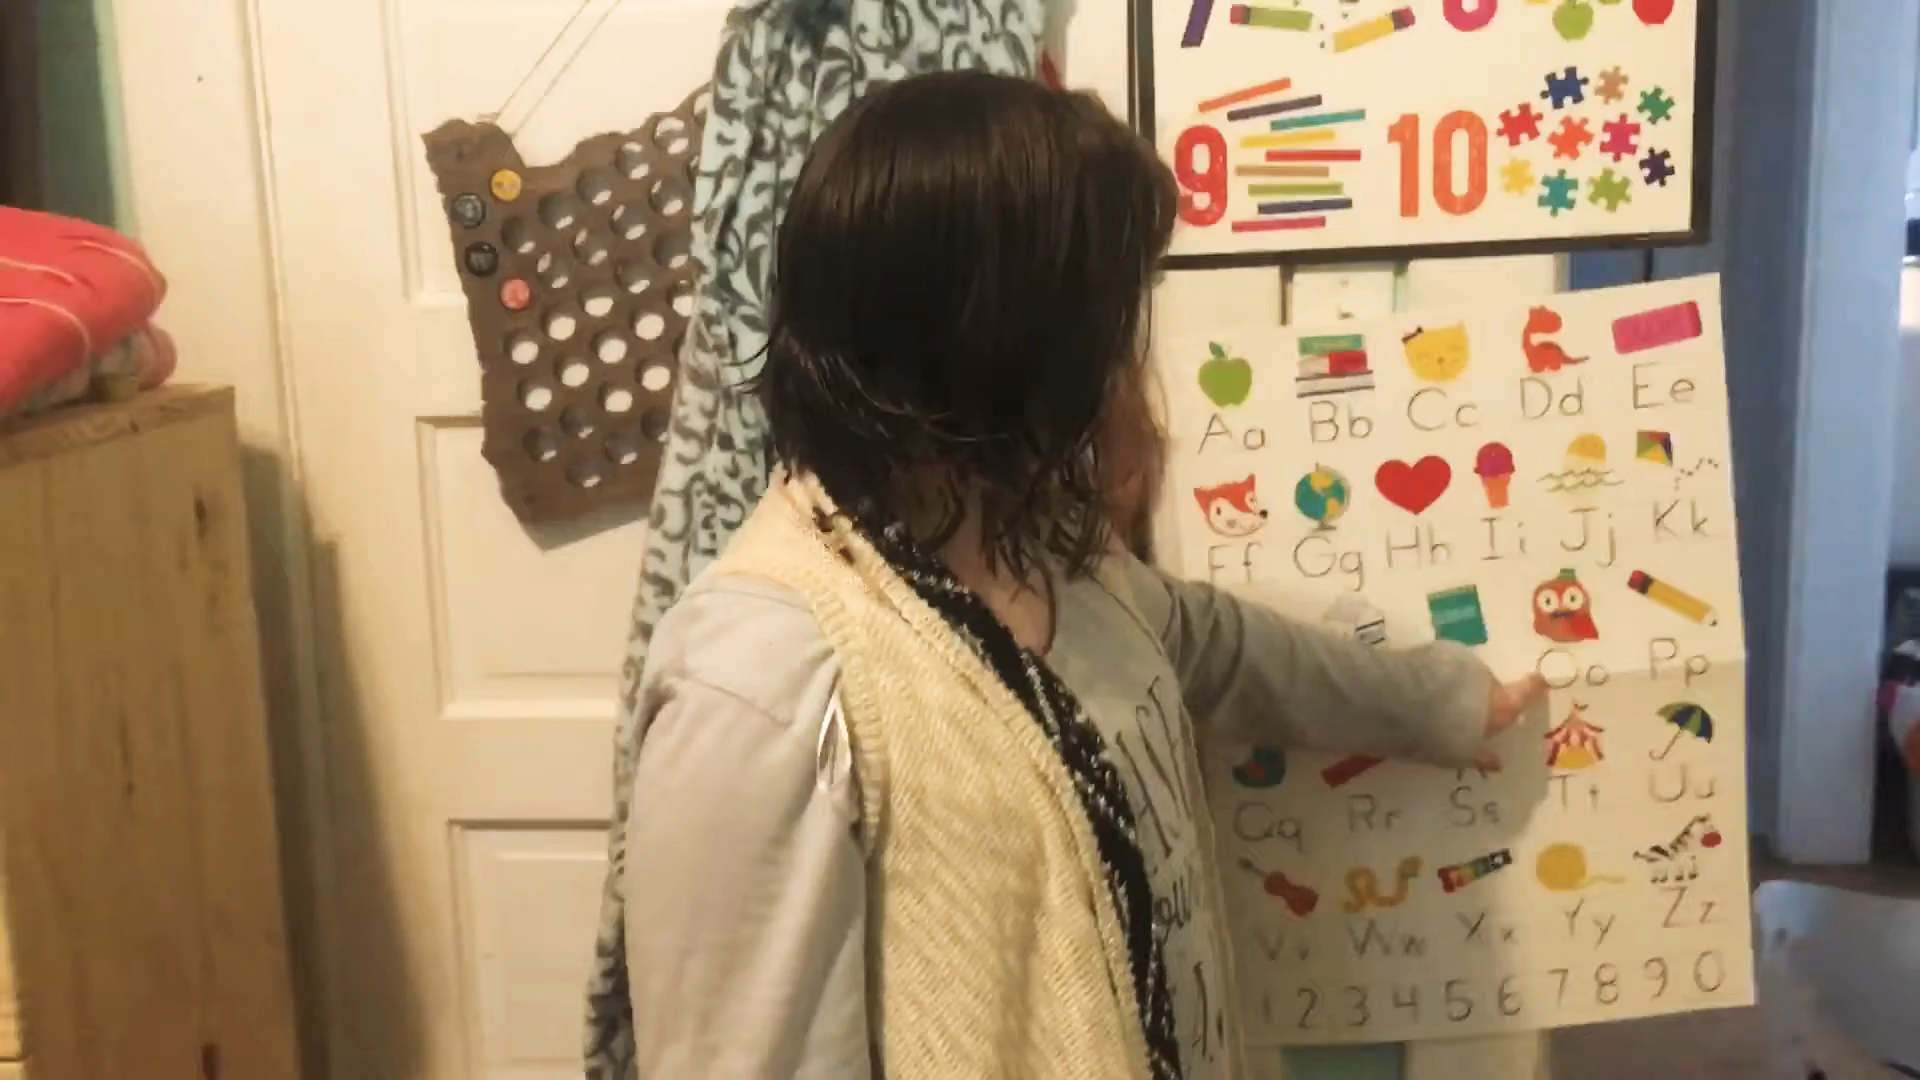 7
9 10
Aa Bb Cc Dd Ee
Ff Gg Hh Ii Jj Kk
Oo Pp
Qq Rr Ss Tt Uu
Vv Ww Xx Yy Zz
1 2 3 4 5 6 7 8 9 0